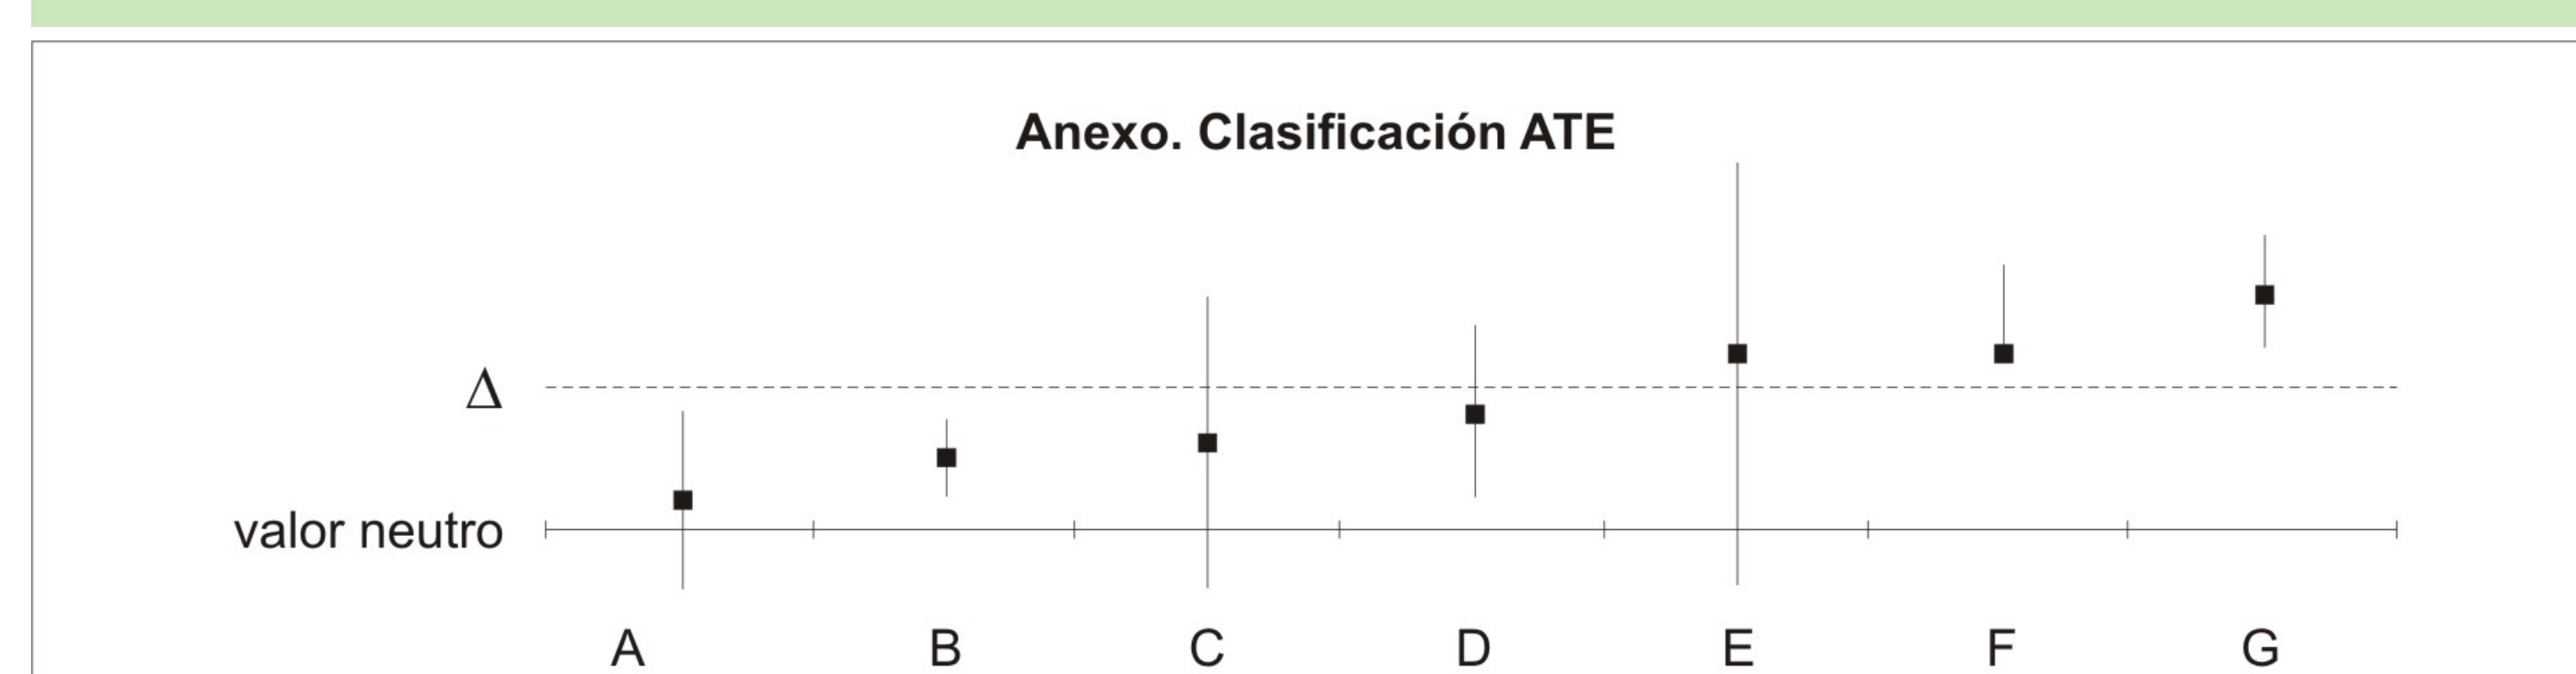 Anexo. Clasificación ATE
Δ
valor neutro
A B C D E F G